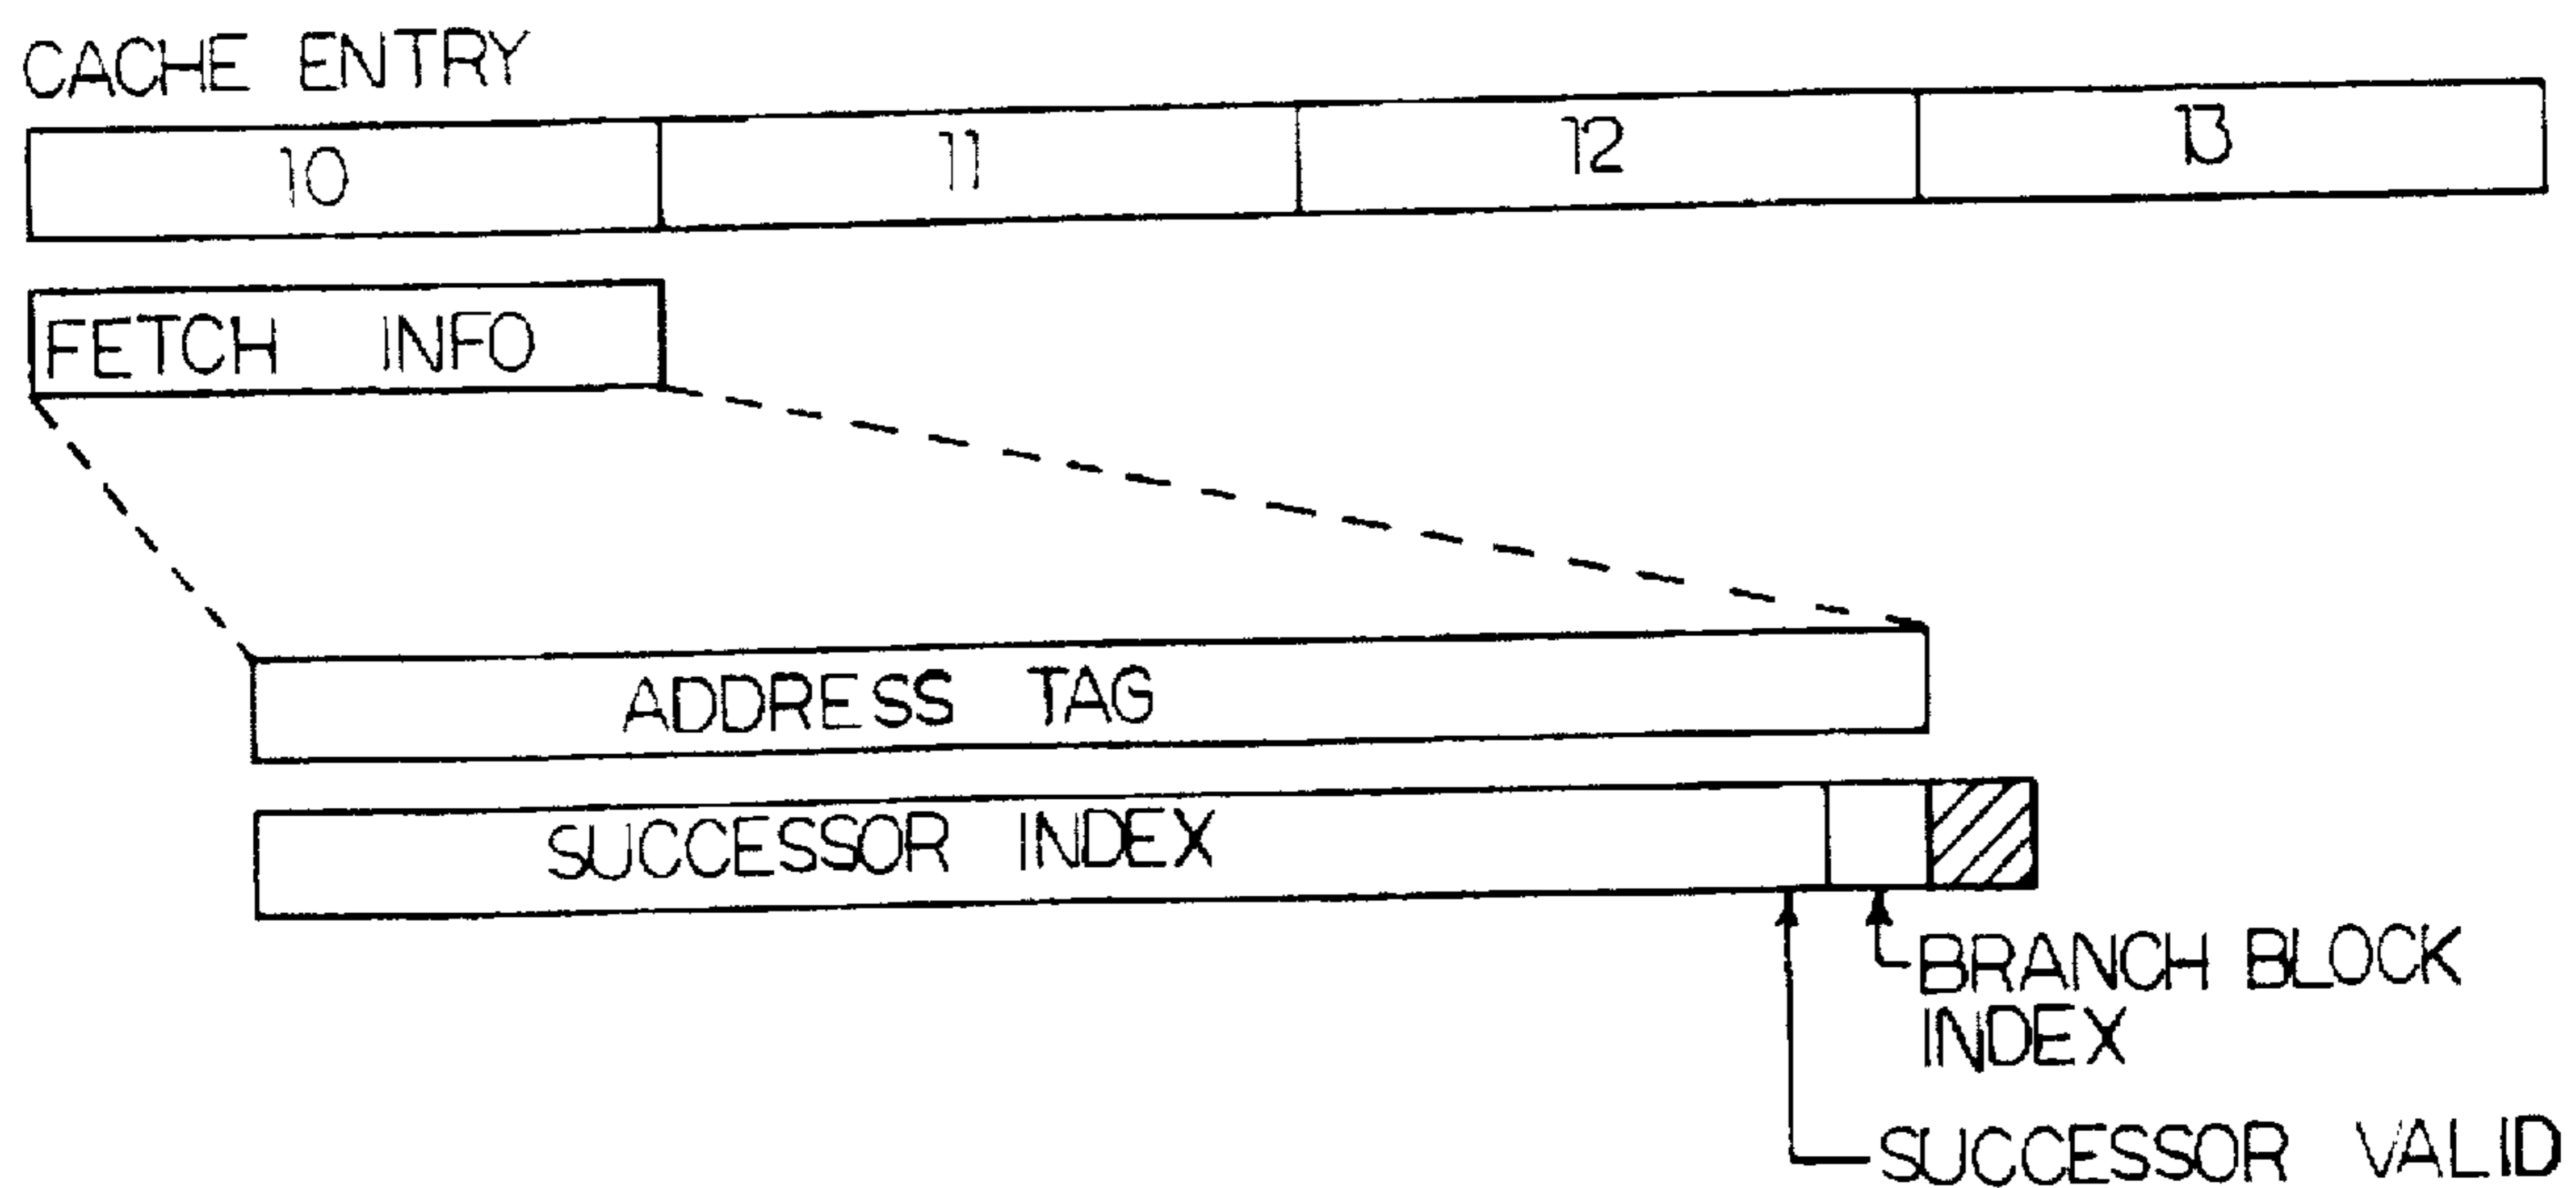 CACHE ENTRY
10 11 12 13
FETCH INFO
ADDRESS TAG
SUCCESSOR INDEX
BRANCH BLOCK
INDEX
SUCCESSOR VALID